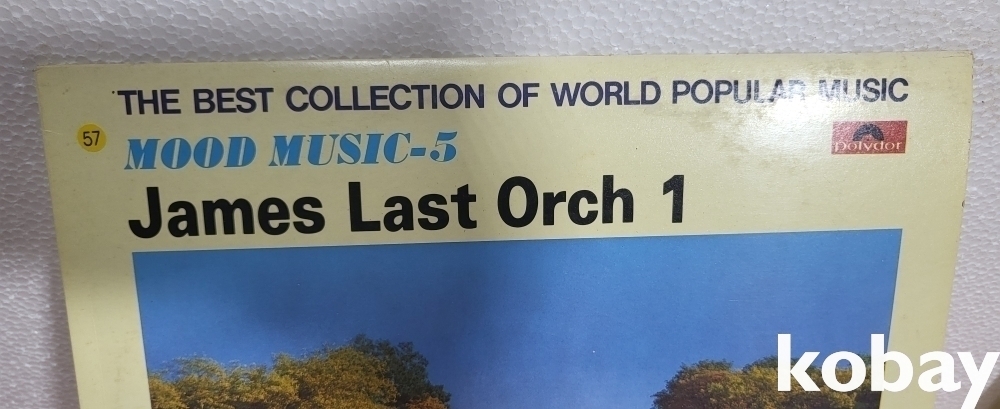 THE BEST COLLECTION OF WORLD POPULAR MUSIC
57
MOOD MUSIC-5
Polydor
James Last Orch 1
kobay